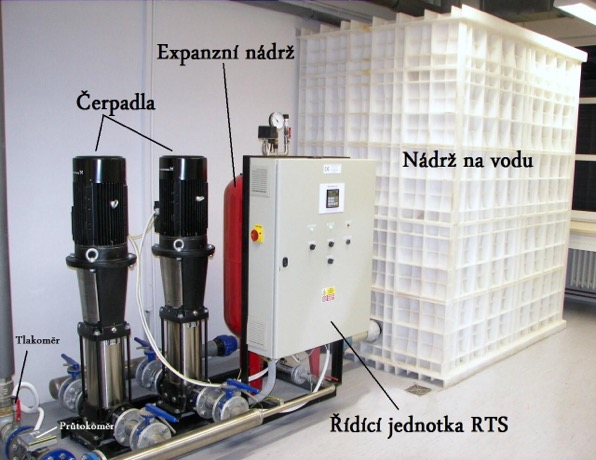 Expanzní nádrž
Čerpadla
Nádrž na vodu
Tlakoměr
Řídící jednotka RTS
Průtokoměr